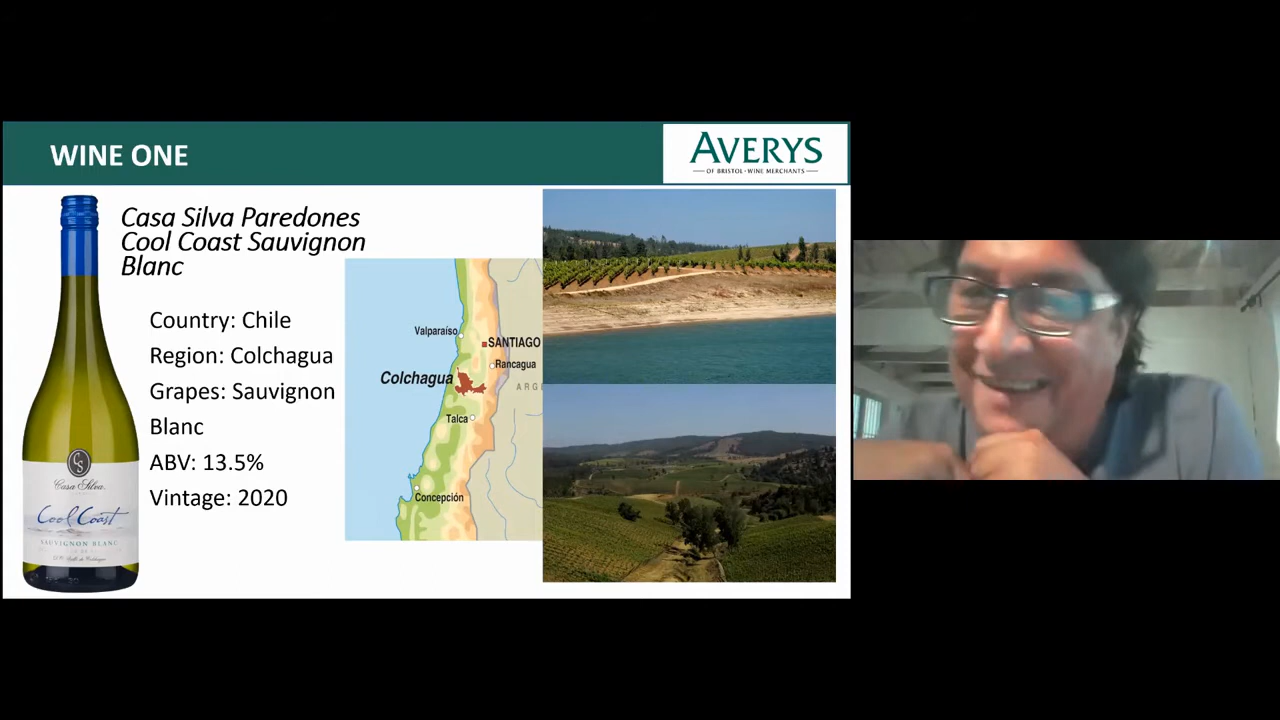 WINE ONE
AVERYS
OF BRISTOL · WINE MERCHANTS
Casa Silva Paredones
Cool Coast Sauvignon
Blanc
Country: Chile
Region: Colchagua
Grapes: Sauvignon
Blanc
ABV: 13.5%
Vintage: 2020
Valparaíso
SANTIAGO
Rancagua
Colchagua
ARG
Talca
Concepción
CS
Casa Silva
Cool Coast
SAUVIGNON BLANC